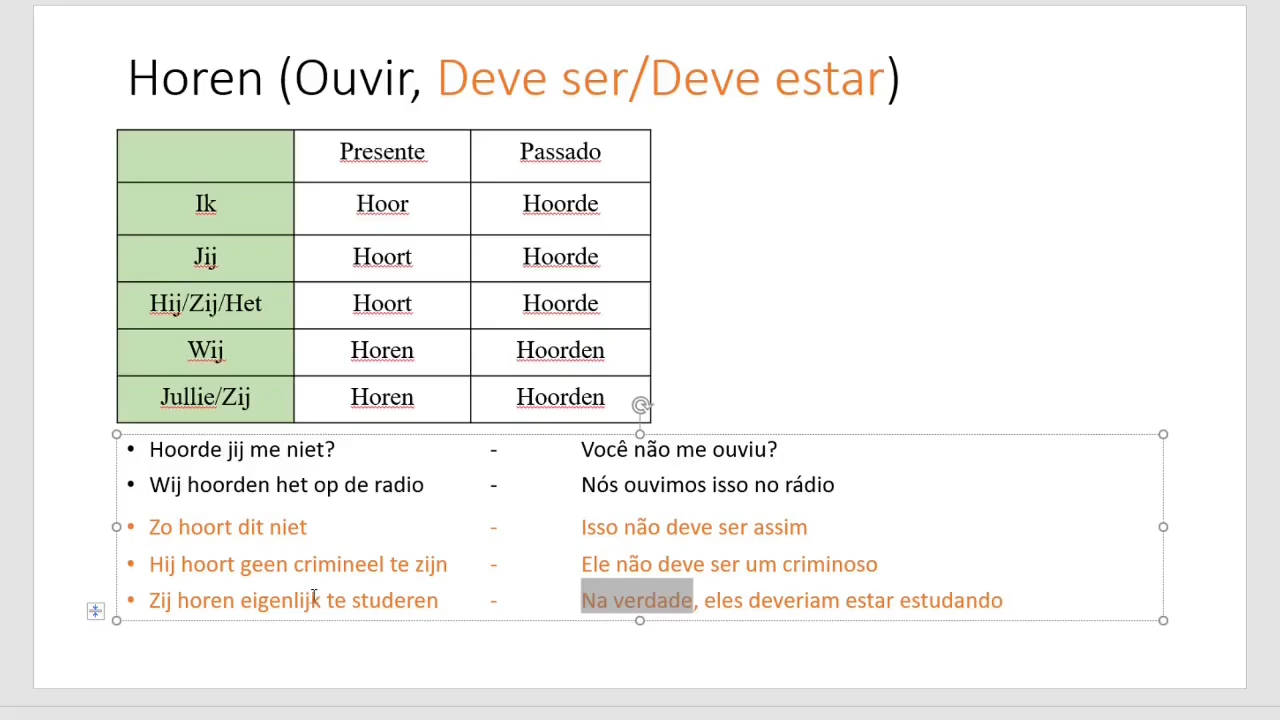 Horen (Ouvir, Deve ser/Deve estar)
Presente Passado
Ik Hoor Hoorde
Jij Hoort Hoorde
Hij/Zij/Het Hoort Hoorde
Wij Horen Hoorden
Jullie/Zij Horen Hoorden
• Hoorde jij me niet? - Você não me ouviu?
• Wij hoorden het op de radio - Nós ouvimos isso no rádio
• Zo hoort dit niet - Isso não deve ser assim
• Hij hoort geen crimineel te zijn - Ele não deve ser um criminoso
• Zij horen eigenlijk te studeren - Na verdade, eles deveriam estar estudando